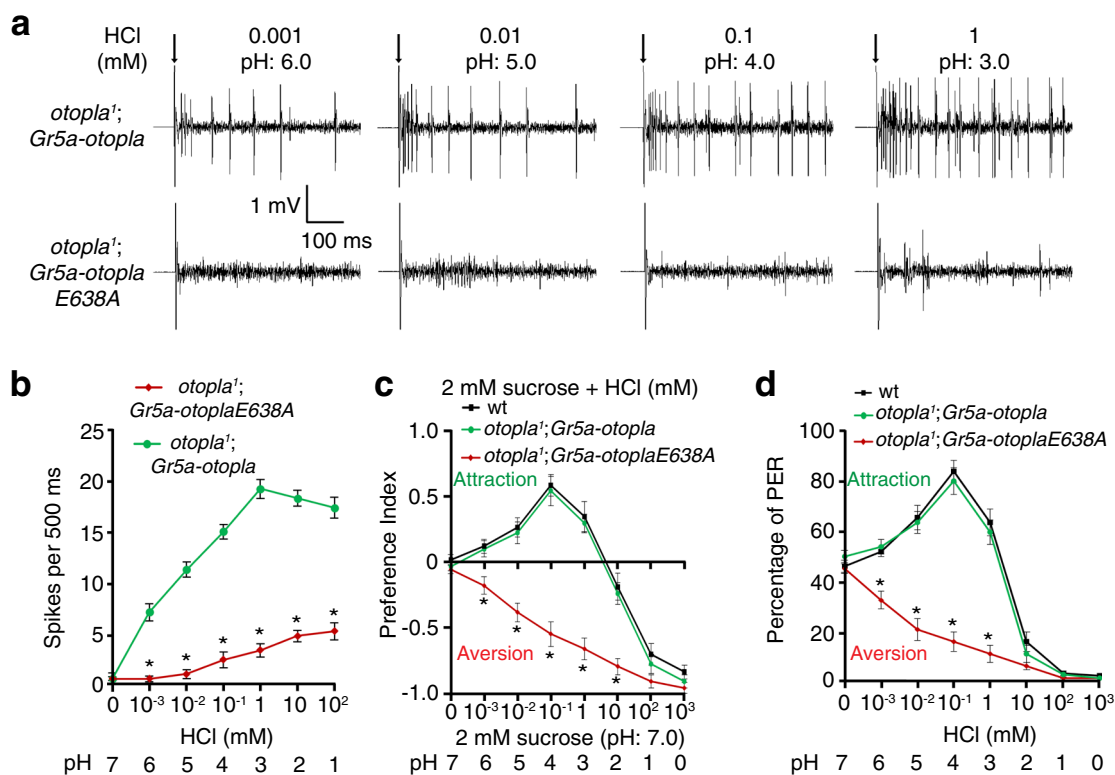 a
HCl (mM)
0.001
pH: 6.0
0.01
pH: 5.0
0.1
pH: 4.0
1
pH: 3.0
otopla¹;
Gr5a-otopla
1 mV
100 ms
otopla¹;
Gr5a-otopla
E638A
b
otopla¹;
Gr5a-otoplaE638A
otopla¹;
Gr5a-otopla
Spikes per 500 ms
25
20
15
10
5
0
* * * * * *
0 10⁻³ 10⁻² 10⁻¹ 1 10 10²
HCl (mM)
pH 7 6 5 4 3 2 1
c
2 mM sucrose + HCl (mM)
wt
otopla¹;Gr5a-otopla
otopla¹;Gr5a-otoplaE638A
Preference Index
1.0
0.5
0
-0.5
-1.0
Attraction
Aversion
* * * * *
0 10⁻³ 10⁻² 10⁻¹ 1 10 10² 10³
2 mM sucrose (pH: 7.0)
pH 7 6 5 4 3 2 1 0
d
wt
otopla¹;Gr5a-otopla
otopla¹;Gr5a-otoplaE638A
Percentage of PER
100
80
60
40
20
0
Attraction
Aversion
* * * *
0 10⁻³ 10⁻² 10⁻¹ 1 10 10² 10³
HCl (mM)
pH 7 6 5 4 3 2 1 0